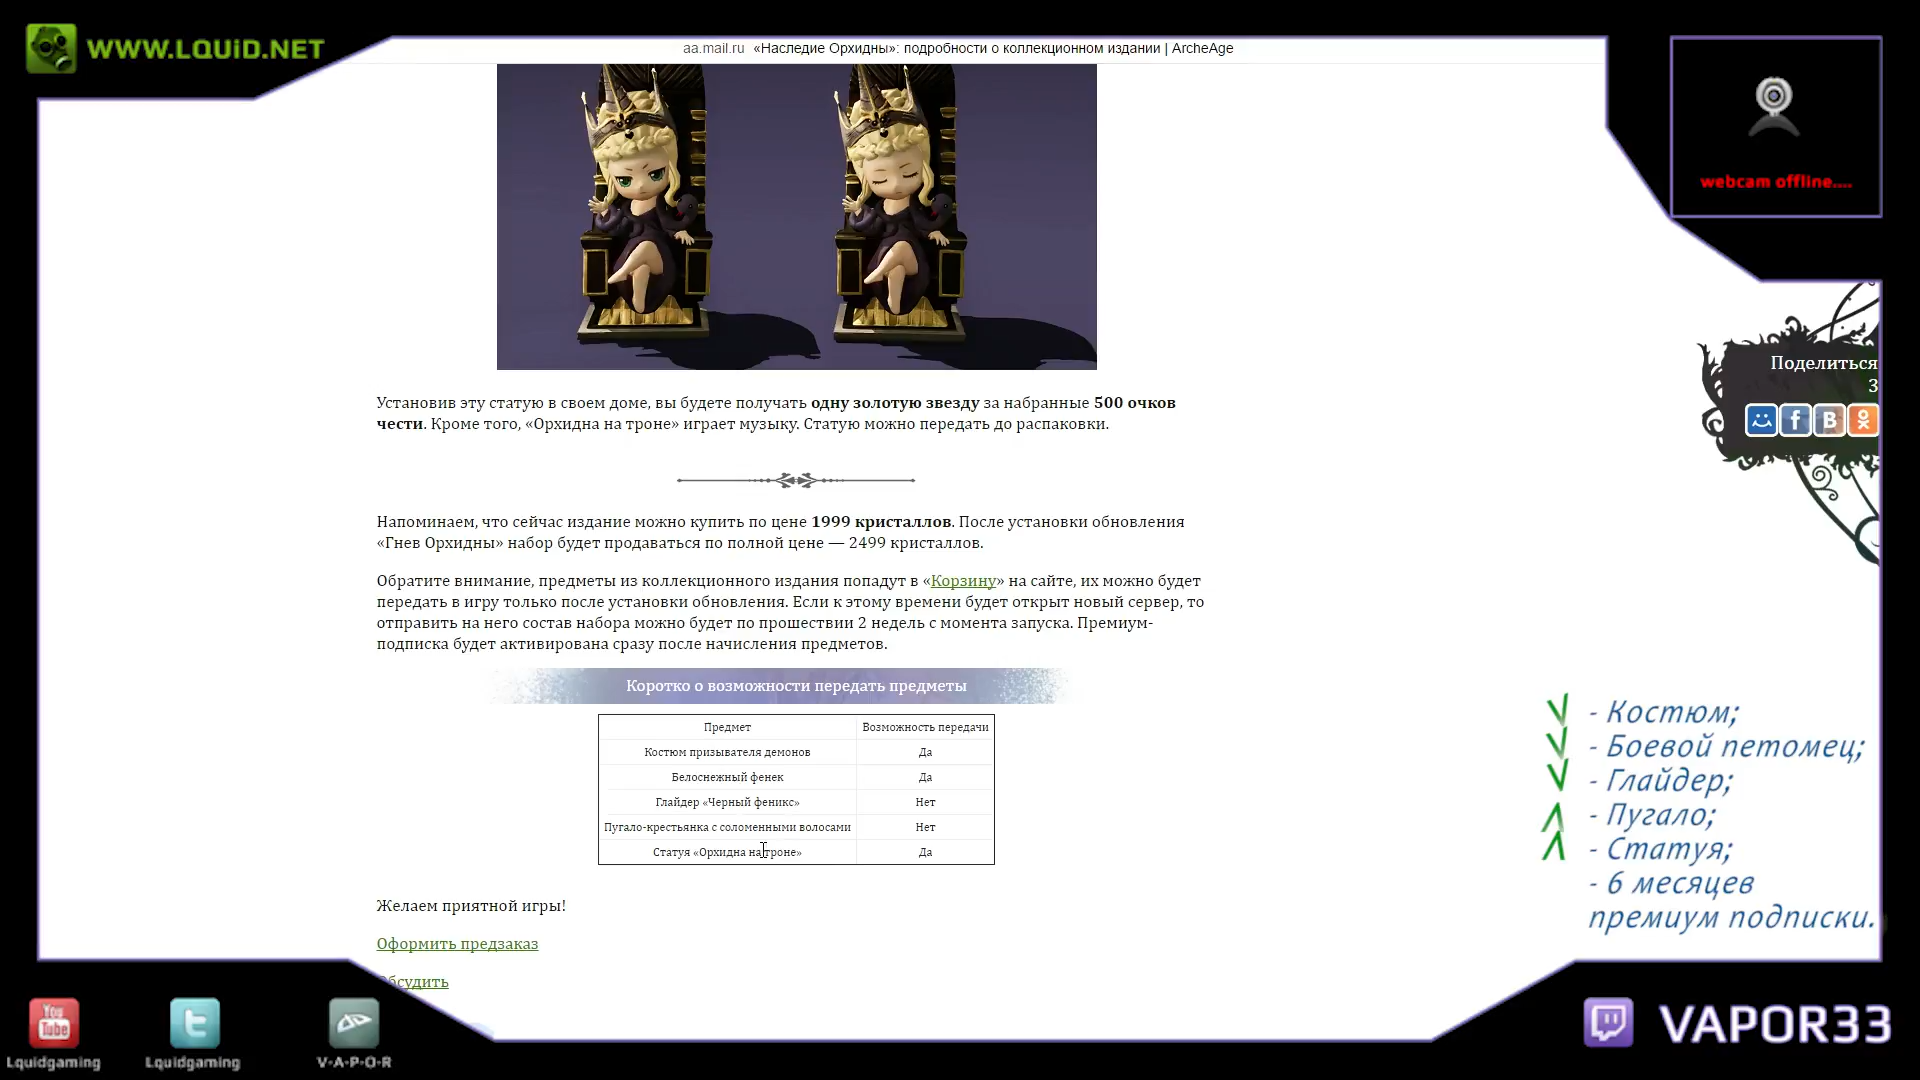 WWW.LQUiD.NET
aa.mail.ru «Наследие Орхидны»: подробности о коллекционном издании | ArcheAge
webcam offline....
Поделиться
3
Установив эту статую в своем доме, вы будете получать одну золотую звезду за набранные 500 очков
чести. Кроме того, «Орхидна на троне» играет музыку. Статую можно передать до распаковки.
Напоминаем, что сейчас издание можно купить по цене 1999 кристаллов. После установки обновления
«Гнев Орхидны» набор будет продаваться по полной цене — 2499 кристаллов.
Обратите внимание, предметы из коллекционного издания попадут в «Корзину» на сайте, их можно будет
передать в игру только после установки обновления. Если к этому времени будет открыт новый сервер, то
отправить на него состав набора можно будет по прошествии 2 недель с момента запуска. Премиум-
подписка будет активирована сразу после начисления предметов.
Коротко о возможности передать предметы
Предмет Возможность передачи
Костюм призывателя демонов Да
Белоснежный фенек Да
Глайдер «Черный феникс» Нет
Пугало-крестьянка с соломенными волосами Нет
Статуя «Орхидна на троне» Да
Желаем приятной игры!
Оформить предзаказ
Обсудить
- Костюм;
- Боевой петомец;
- Глайдер;
- Пугало;
- Статуя;
- 6 месяцев
премиум подписки.
You
Tube
Lquidgaming
Lquidgaming
V-A-P-O-R
VAPOR33